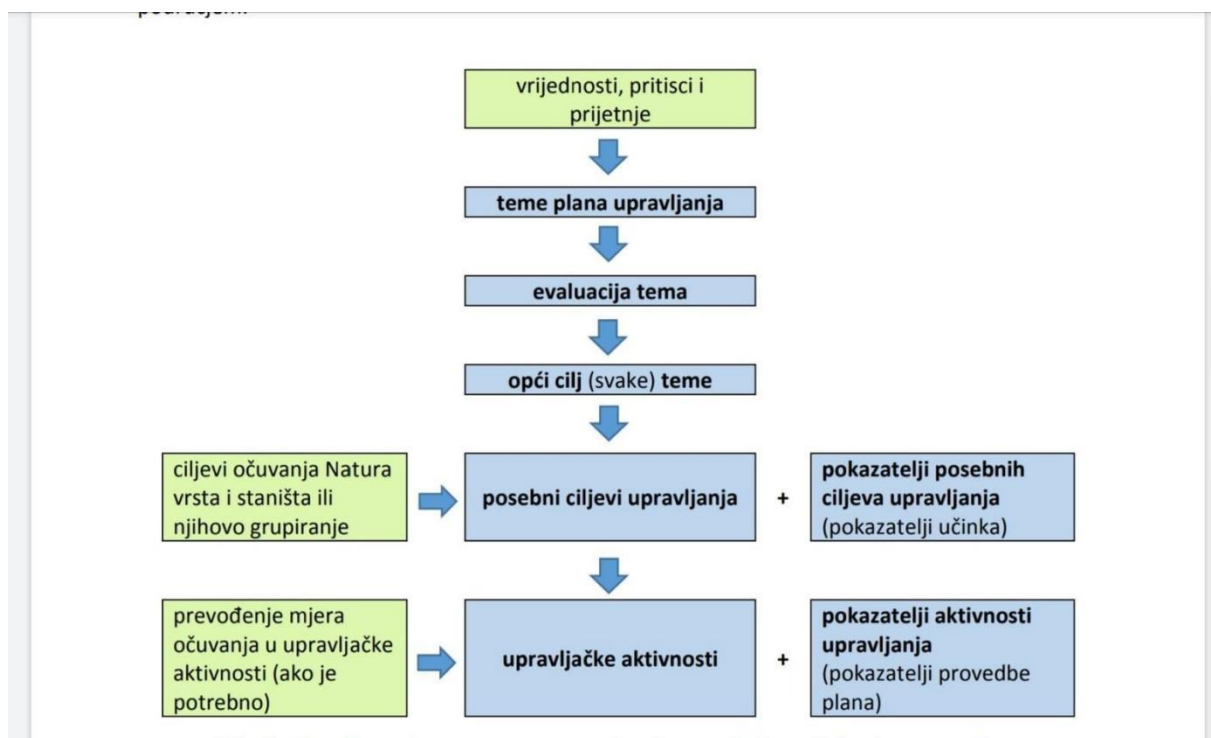 vrijednosti, pritisci i
prijetnje
teme plana upravljanja
evaluacija tema
opći cilj (svake) teme
ciljevi očuvanja Natura
vrsta i staništa ili
njihovo grupiranje
posebni ciljevi upravljanja
+
pokazatelji posebnih
ciljeva upravljanja
(pokazatelji učinka)
prevođenje mjera
očuvanja u upravljačke
aktivnosti (ako je
potrebno)
upravljačke aktivnosti
+
pokazatelji aktivnosti
upravljanja
(pokazatelji provedbe
plana)